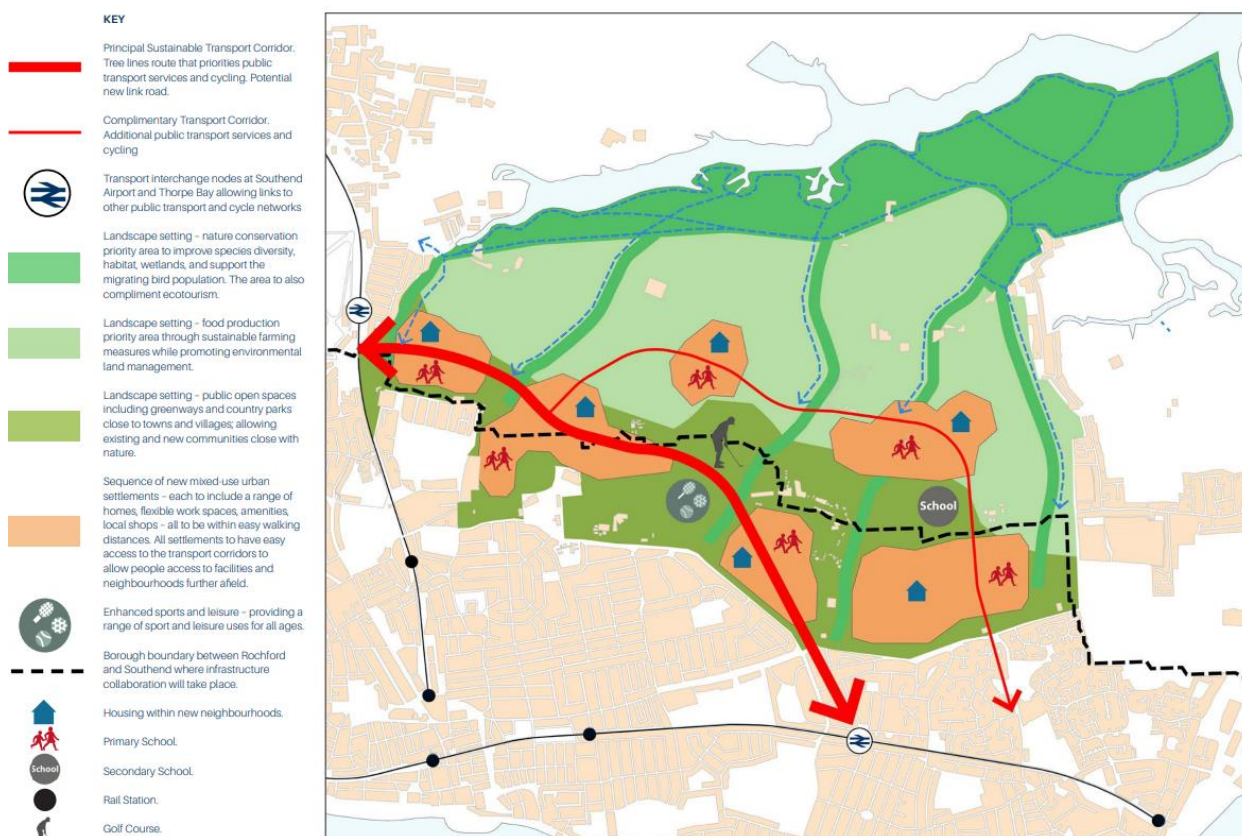 KEY
Principal Sustainable Transport Corridor.
Tree lines route that priorities public
transport services and cycling. Potential
new link road.
Complimentary Transport Corridor.
Additional public transport services and
cycling
Transport interchange nodes at Southend
Airport and Thorpe Bay allowing links to
other public transport and cycle networks
Landscape setting – nature conservation
priority area to improve species diversity,
habitat, wetlands, and support the
migrating bird population. The area to also
compliment ecotourism.
Landscape setting – food production
priority area through sustainable farming
measures while promoting environmental
land management.
Landscape setting – public open spaces
including greenways and country parks
close to towns and villages; allowing
existing and new communities close with
nature.
Sequence of new mixed-use urban
settlements – each to include a range of
homes, flexible work spaces, amenities,
local shops – all to be within easy walking
distances. All settlements to have easy
access to the transport corridors to
allow people access to facilities and
neighbourhoods further afield.
Enhanced sports and leisure – providing a
range of sport and leisure uses for all ages.
Borough boundary between Rochford
and Southend where infrastructure
collaboration will take place.
Housing within new neighbourhoods.
Primary School.
School
Secondary School.
Rail Station.
Golf Course.
School